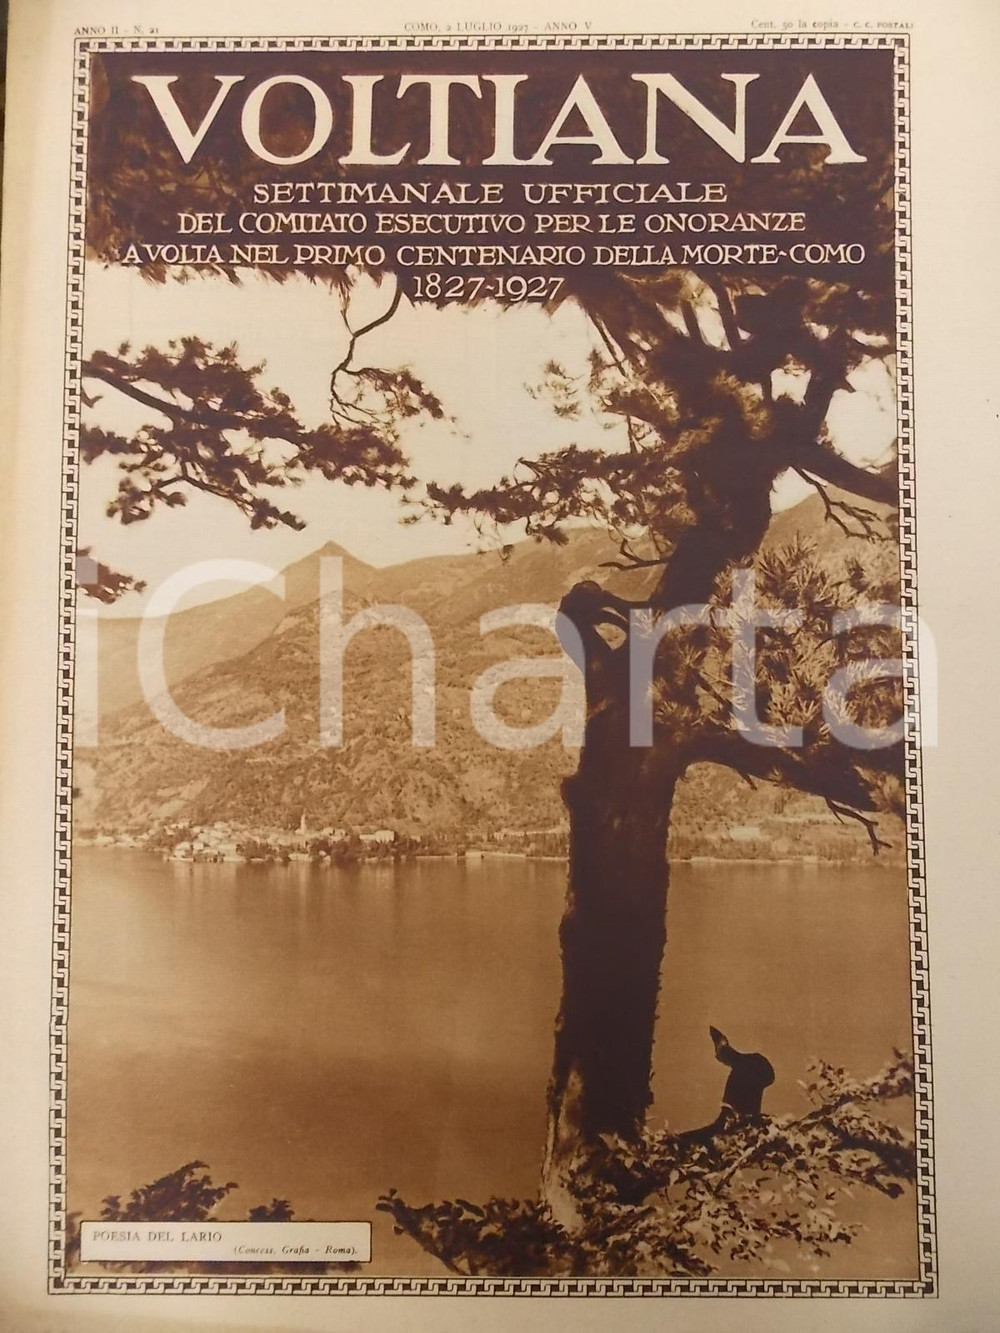 ANNO II - N. 21
COMO, 2 LUGLIO 1927 - ANNO V
Cent. 50 la copia - C. C. POSTALI
VOLTIANA
SETTIMANALE UFFICIALE
DEL COMITATO ESECUTIVO PER LE ONORANZE
A VOLTA NEL PRIMO CENTENARIO DELLA MORTE-COMO
1827-1927
iCharta
POESIA DEL LARIO
(Concess. Grafia - Roma).